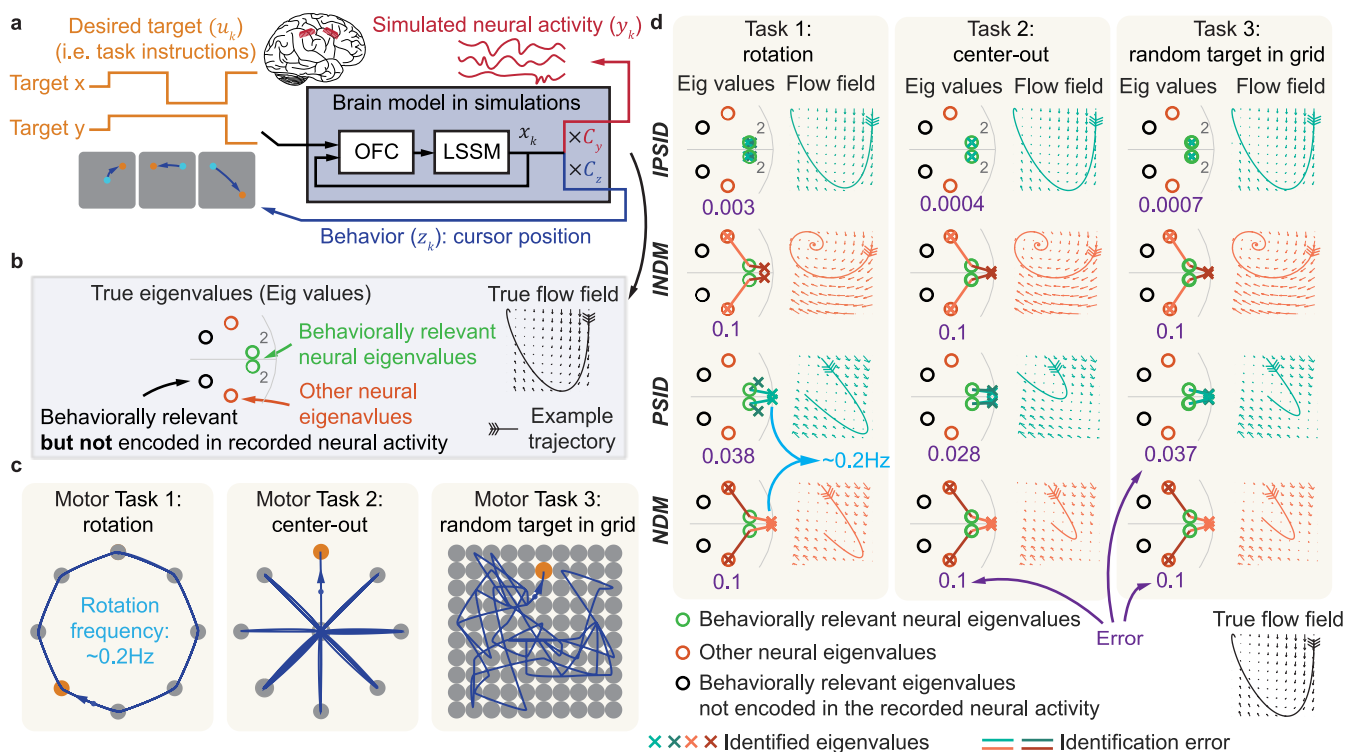 a
Desired target (u_k)
(i.e. task instructions)
Target x
Target y
Simulated neural activity (y_k)
Brain model in simulations
OFC
LSSM
x_k
×C_y
×C_z
Behavior (z_k): cursor position
b
True eigenvalues (Eig values)
2
2
Behaviorally relevant
neural eigenvalues
Other neural
eigenavlues
Behaviorally relevant
but not encoded in recorded neural activity
True flow field
Example
trajectory
c
Motor Task 1:
rotation
Rotation
frequency:
~0.2Hz
Motor Task 2:
center-out
Motor Task 3:
random target in grid
d
Task 1:
rotation
Task 2:
center-out
Task 3:
random target in grid
Eig values Flow field
Eig values Flow field
Eig values Flow field
IPSID
2
2
0.003
2
2
0.0004
2
2
0.0007
INDM
0.1
0.1
0.1
PSID
0.038
~0.2Hz
0.028
0.037
NDM
0.1
0.1
0.1
Error
Behaviorally relevant neural eigenvalues
Other neural eigenvalues
Behaviorally relevant eigenvalues
not encoded in the recorded neural activity
Identified eigenvalues
Identification error
True flow field